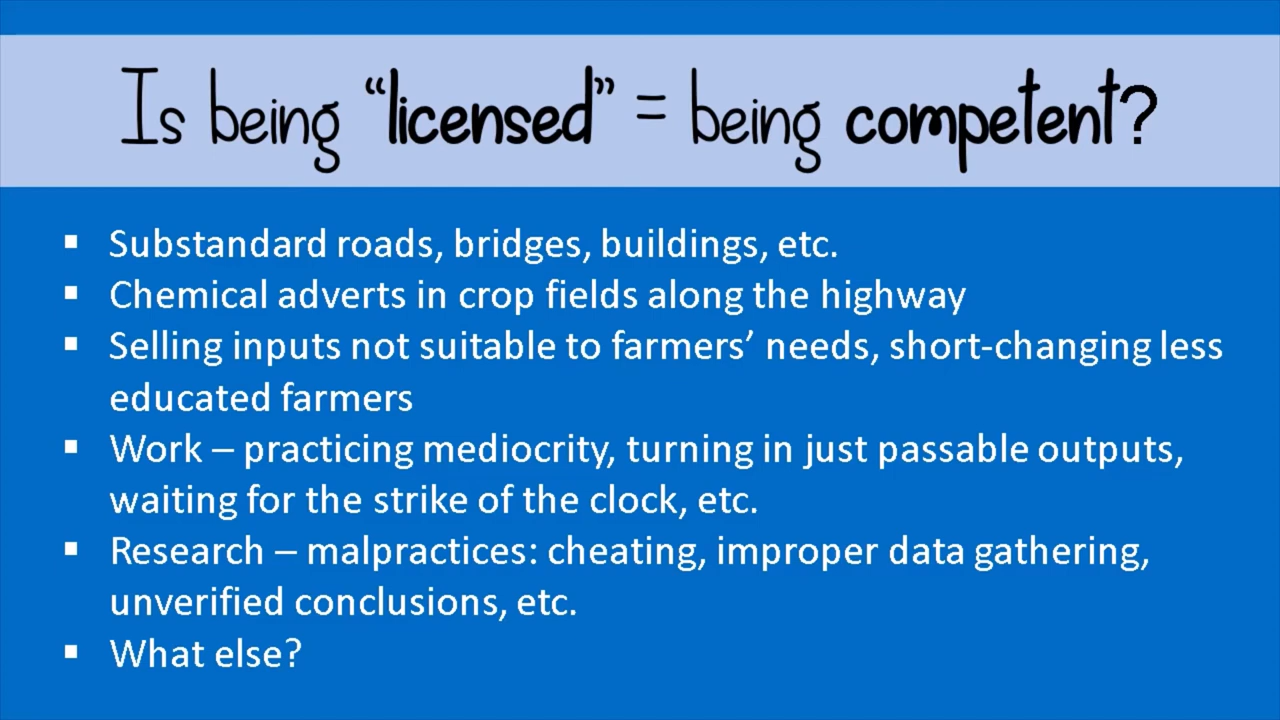 Is being “licensed” = being competent?
▪ Substandard roads, bridges, buildings, etc.
▪ Chemical adverts in crop fields along the highway
▪ Selling inputs not suitable to farmers’ needs, short-changing less
educated farmers
▪ Work – practicing mediocrity, turning in just passable outputs,
waiting for the strike of the clock, etc.
▪ Research – malpractices: cheating, improper data gathering,
unverified conclusions, etc.
▪ What else?